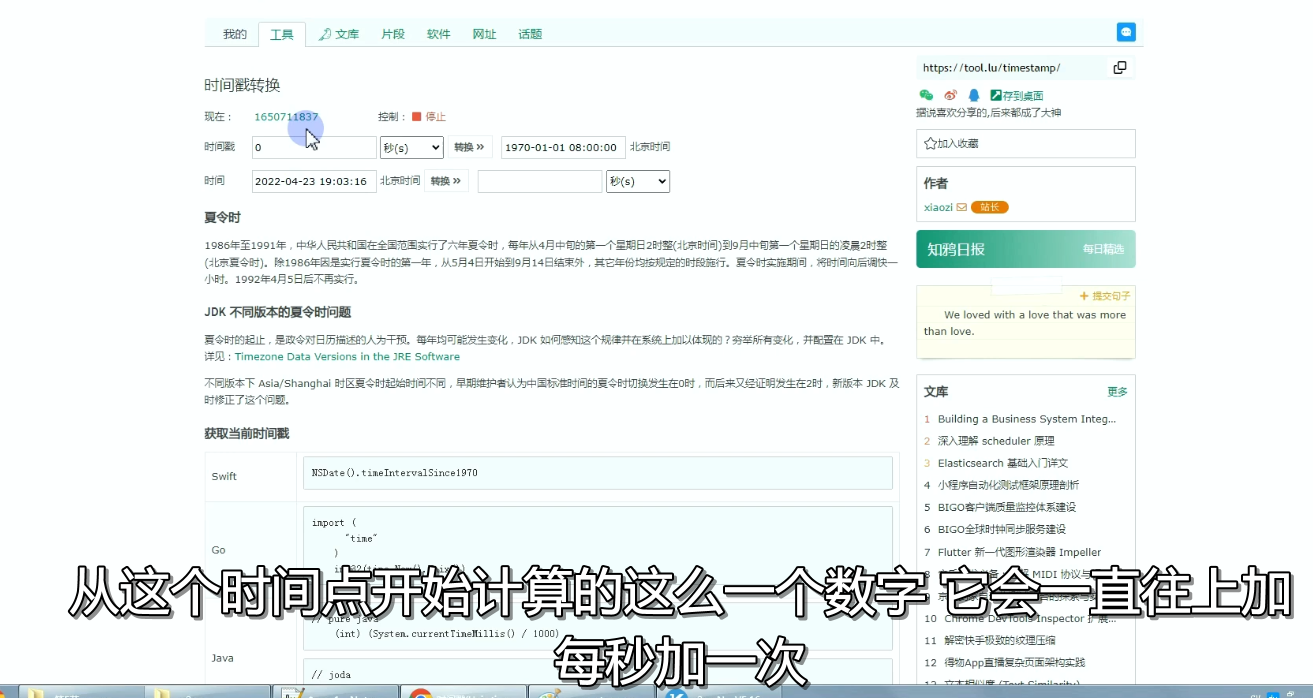 我的 工具 文库 片段 软件 网址 话题
时间戳转换
现在： 1650711837 控制： 停止
时间戳 0 秒(s) 转换 » 1970-01-01 08:00:00 北京时间
时间 2022-04-23 19:03:16 北京时间 转换 » 秒(s)
夏令时
1986年至1991年，中华人民共和国在全国范围实行了六年夏令时，每年从4月中旬的第一个星期日2时整(北京时间)到9月中旬第一个星期日的凌晨2时整
(北京夏令时)。除1986年因是实行夏令时的第一年，从5月4日开始到9月14日结束外，其它年份均按规定的时段施行。夏令时实施期间，将时间向后调快一
小时。1992年4月5日后不再实行。
JDK 不同版本的夏令时问题
夏令时的起止，是政令对日历描述的人为干预。每年均可能发生变化，JDK 如何感知这个规律并在系统上加以体现的？穷举所有变化，并配置在 JDK 中。
详见：Timezone Data Versions in the JRE Software
不同版本下 Asia/Shanghai 时区夏令时起始时间不同，早期维护者认为中国标准时间的夏令时切换发生在0时，而后来又经证明发生在2时，新版本 JDK 及
时修正了这个问题。
获取当前时间戳
Swift
NSDate().timeIntervalSince1970
Go
import (
"time"
)
Java
// pure java
(int) (System.currentTimeMillis() / 1000)
// joda
https://tool.lu/timestamp/
存到桌面
据说喜欢分享的,后来都成了大神
加入收藏
作者
xiaozi 站长
知鸦日报 每日精选
+ 提交句子
We loved with a love that was more
than love.
文库 更多
1 Building a Business System Integ...
2 深入理解 scheduler 原理
3 Elasticsearch 基础入门详文
4 小程序自动化测试框架原理剖析
5 BIGO客户端质量监控体系建设
6 BIGO全球时钟同步服务建设
7 Flutter 新一代图形渲染器 Impeller
10 Chrome DevTools Inspector 扩展...
11 解密快手极致的纹理压缩
12 得物App直播复杂页面架构实践
从这个时间点开始计算的这么一个数字 它会一直往上加
每秒加一次